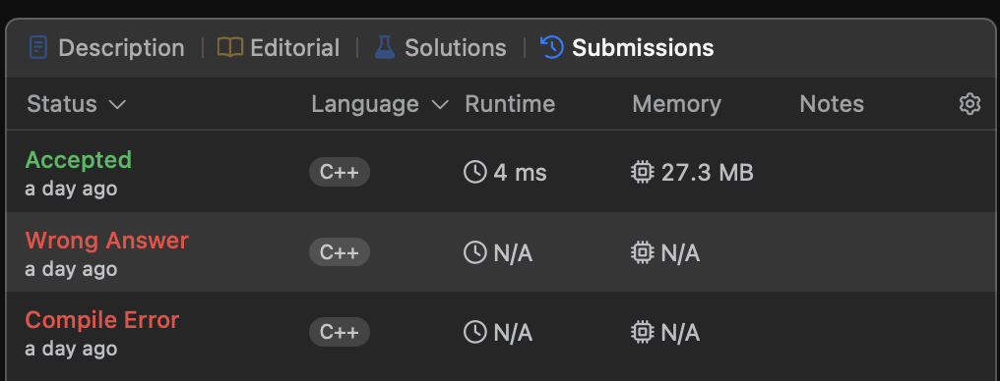 Description Editorial Solutions Submissions
Status Language Runtime Memory Notes
Accepted
a day ago
C++ 4 ms 27.3 MB
Wrong Answer
a day ago
C++ N/A N/A
Compile Error
a day ago
C++ N/A N/A